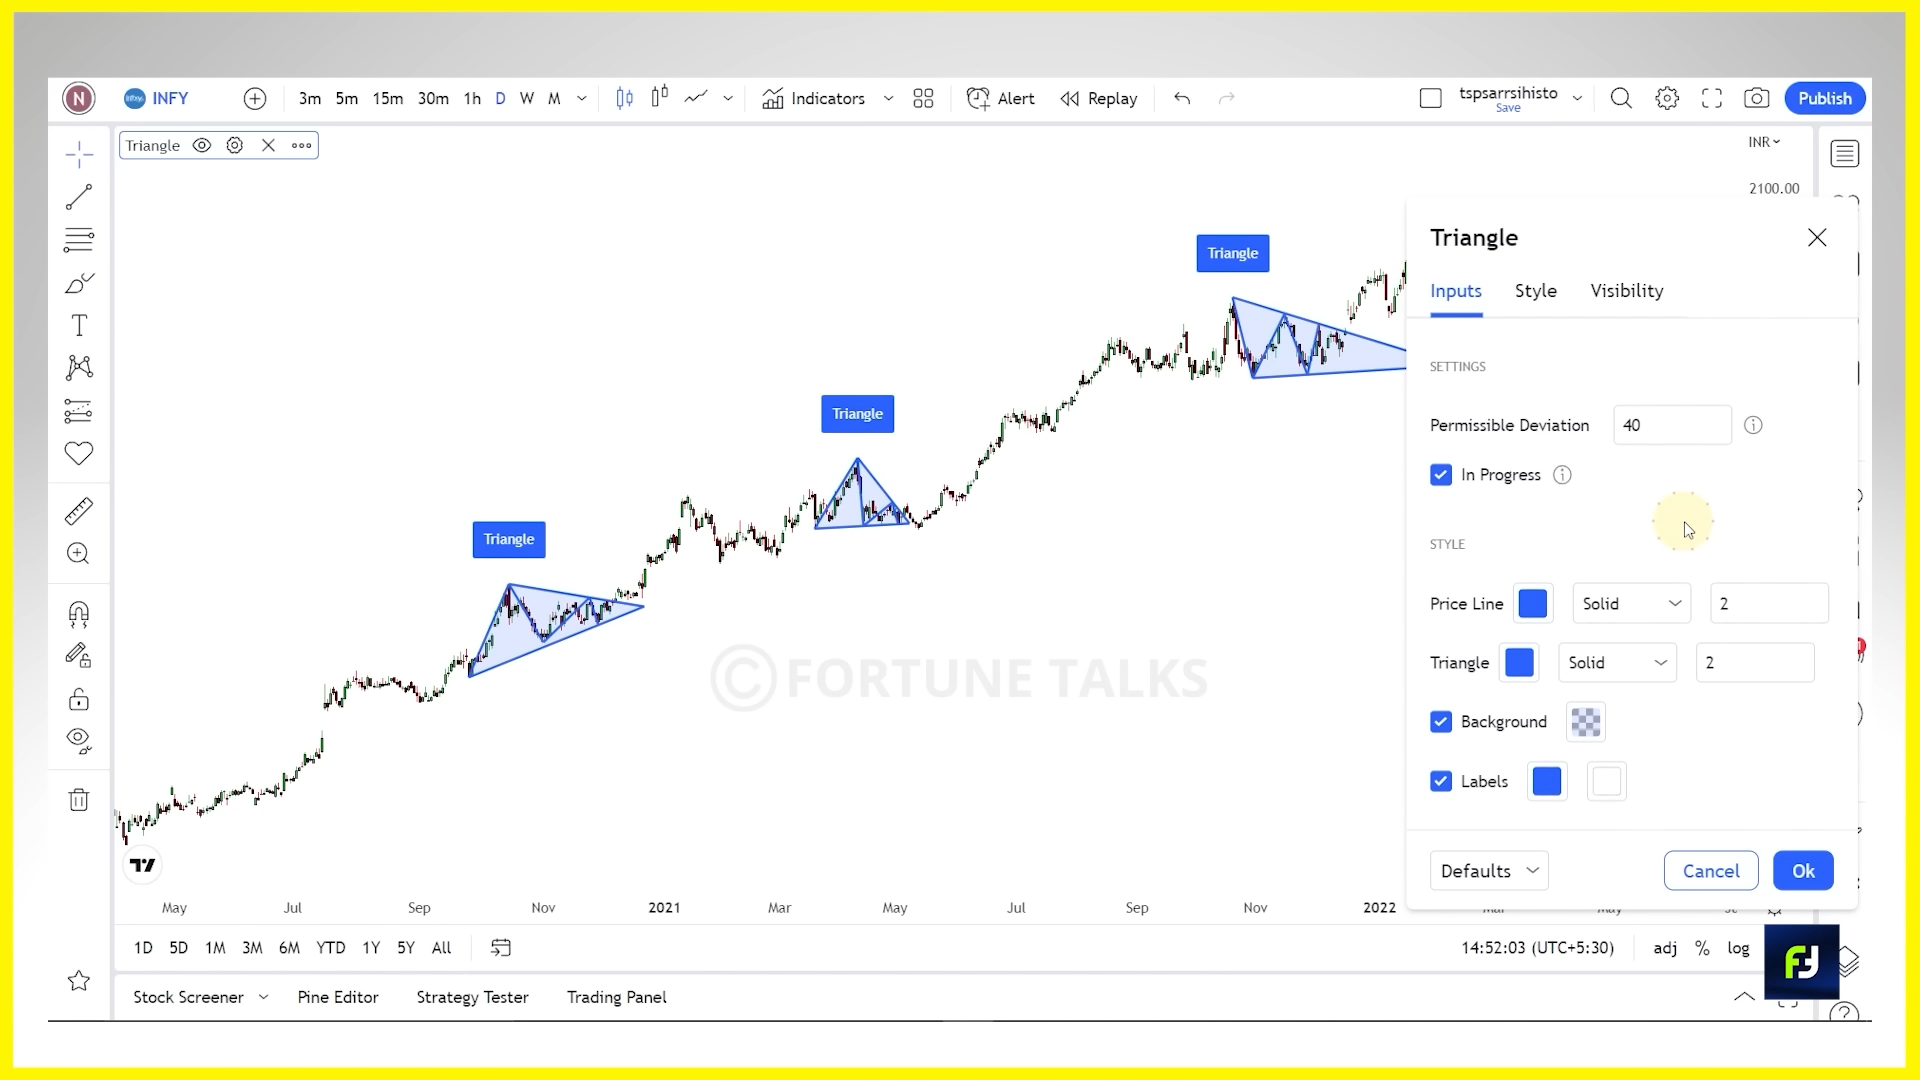 N INFY 3m 5m 15m 30m 1h D W M Indicators Alert Replay tspsarrsihisto Save Publish
Triangle
INR
2100.00
Triangle
Triangle
Triangle
Triangle
Inputs Style Visibility
SETTINGS
Permissible Deviation 40
In Progress
STYLE
Price Line Solid 2
Triangle Solid 2
Background
Labels
Defaults Cancel Ok
© FORTUNE TALKS
May Jul Sep Nov 2021 Mar May Jul Sep Nov 2022 Mar May
1D 5D 1M 3M 6M YTD 1Y 5Y All 14:52:03 (UTC+5:30) adj % log
Stock Screener Pine Editor Strategy Tester Trading Panel